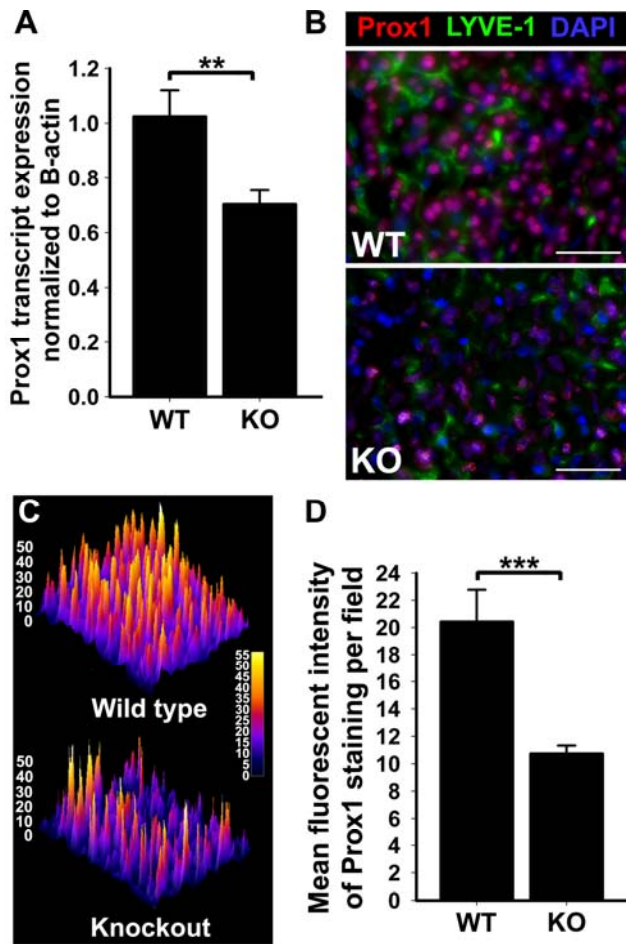 A
Prox1 transcript expression
normalized to B-actin
1.2
1.0
0.8
0.6
0.4
0.2
0.0
**
WT
KO
B
Prox1 LYVE-1 DAPI
WT
KO
C
50
40
30
20
10
0
Wild type
55
50
45
40
35
30
25
20
15
10
5
0
50
40
30
20
10
0
Knockout
D
Mean fluorescent intensity
of Prox1 staining per field
24
22
20
18
16
14
12
10
8
6
4
2
0
***
WT
KO